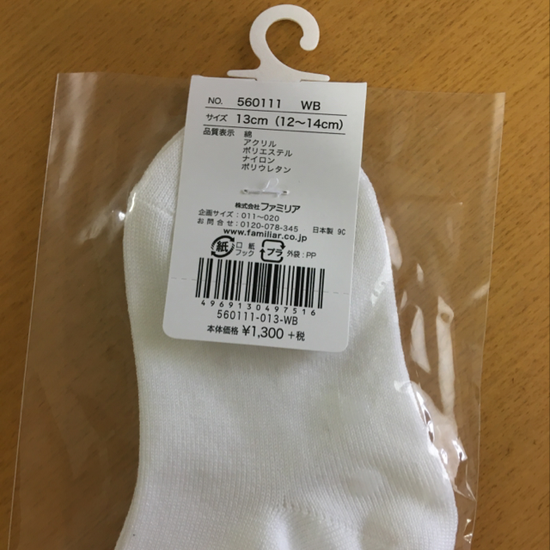 NO. 560111 WB
サイズ 13cm (12〜14cm)
品質表示 綿
アクリル
ポリエステル
ナイロン
ポリウレタン
株式会社 ファミリア
企画サイズ：011〜020
お問合せ：0120-078-345 日本製 9C
www.familiar.co.jp
紙 口紙 フック プラ 外袋：PP
4969130497516
560111-013-WB
本体価格 ¥1,300 +税